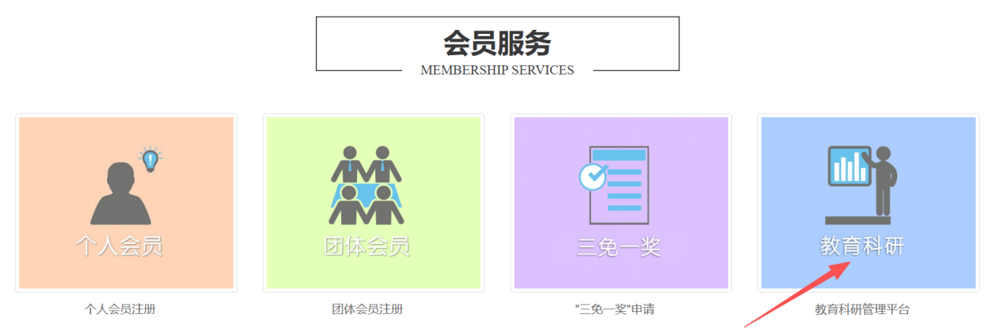 会员服务
MEMBERSHIP SERVICES
个人会员
团体会员
三免一奖
教育科研
个人会员注册
团体会员注册
"三免一奖"申请
教育科研管理平台